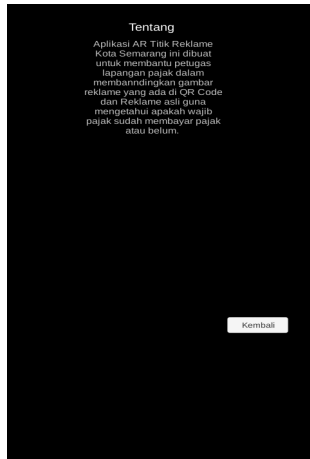 Tentang
Aplikasi AR Titik Reklame
Kota Semarang ini dibuat
untuk membantu petugas
lapangan pajak dalam
membanndingkan gambar
reklame yang ada di QR Code
dan Reklame asli guna
mengetahui apakah wajib
pajak sudah membayar pajak
atau belum.
Kembali